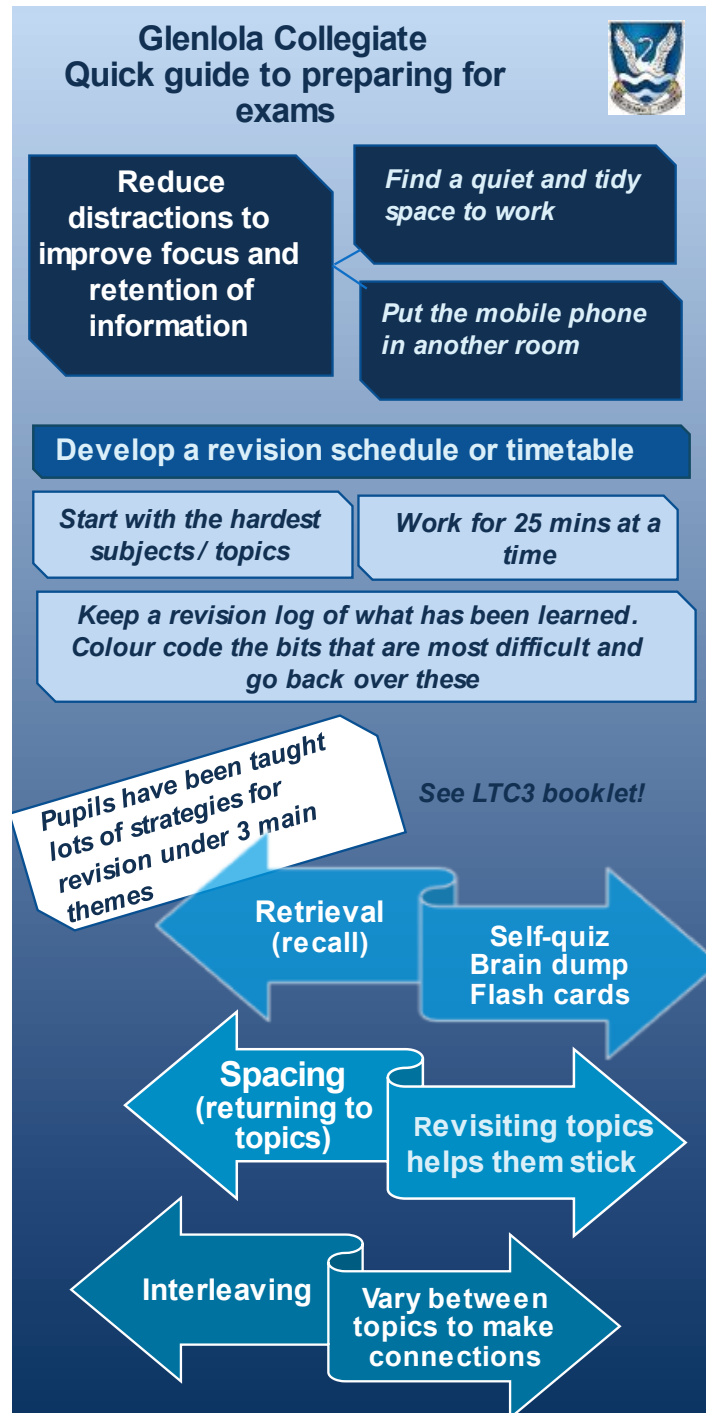 Glenlola Collegiate
Quick guide to preparing for
exams
Reduce
distractions to
improve focus and
retention of
information
Find a quiet and tidy
space to work
Put the mobile phone
in another room
Develop a revision schedule or timetable
Start with the hardest
subjects / topics
Work for 25 mins at a
time
Keep a revision log of what has been learned.
Colour code the bits that are most difficult and
go back over these
Pupils have been taught
lots of strategies for
revision under 3 main
themes
See LTC3 booklet!
Retrieval
(recall)
Self-quiz
Brain dump
Flash cards
Spacing
(returning to
topics)
Revisiting topics
helps them stick
Interleaving
Vary between
topics to make
connections